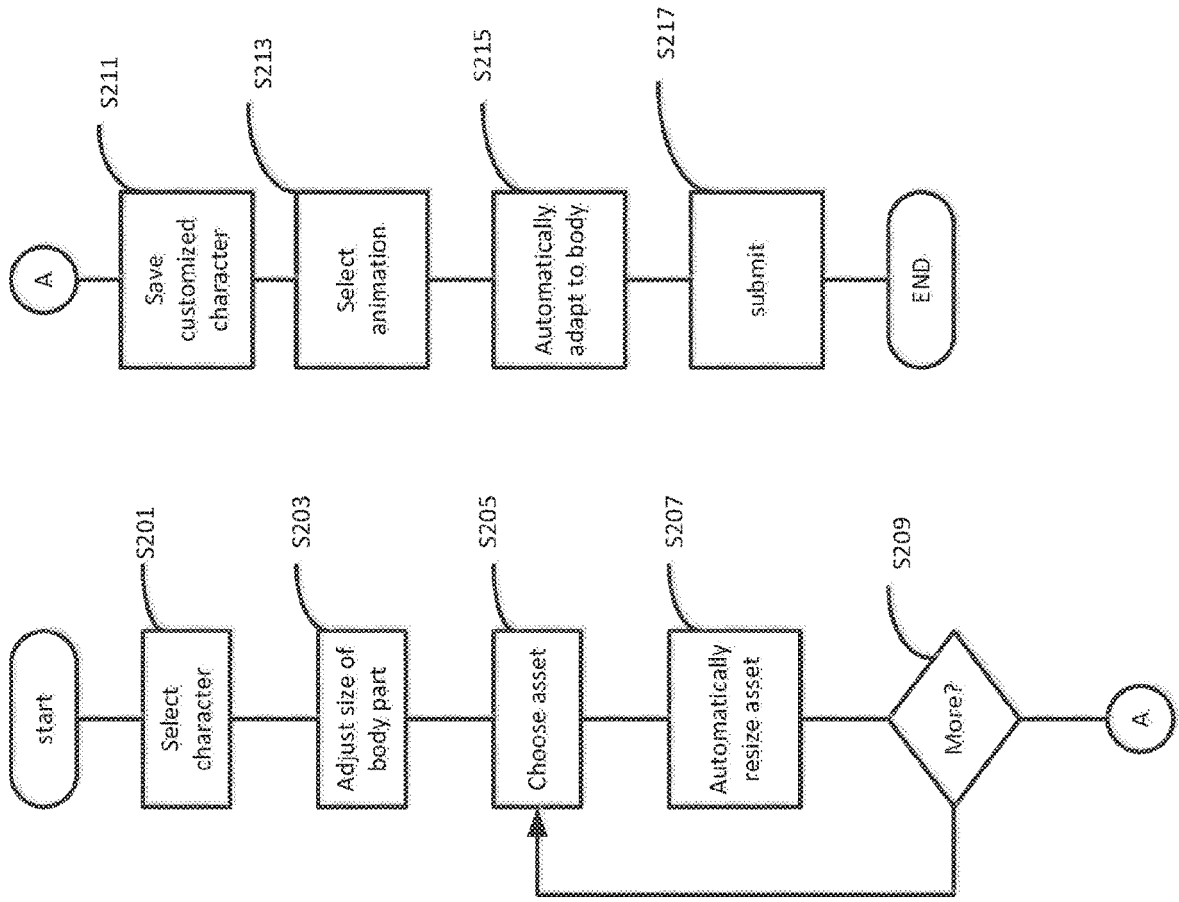 start
Select
character
S201
Adjust size of
body part
S203
Choose asset
S205
Automatically
resize asset
S207
More?
S209
A
A
Save
customized
character
S211
Select
animation
S213
Automatically
adapt to body
S215
submit
S217
END